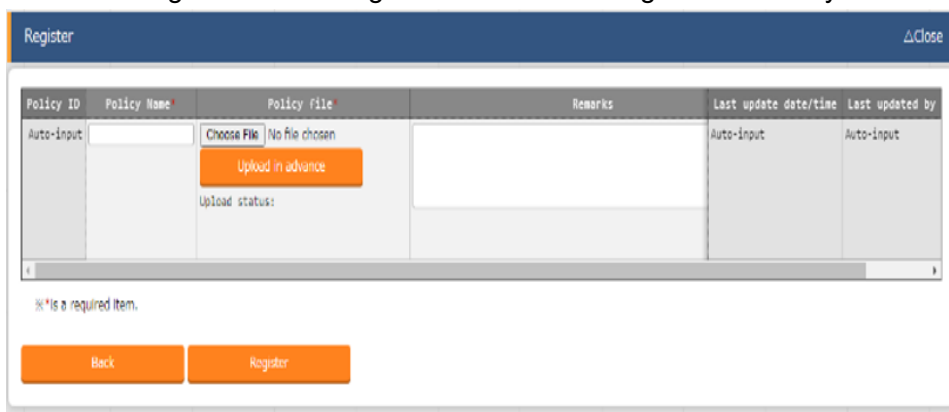 Register △Close
Policy ID Policy Name* Policy file* Remarks Last update date/time Last updated by
Auto-input Choose File No file chosen Auto-input Auto-input
Upload in advance
Upload status:
※*is a required item.
Back Register